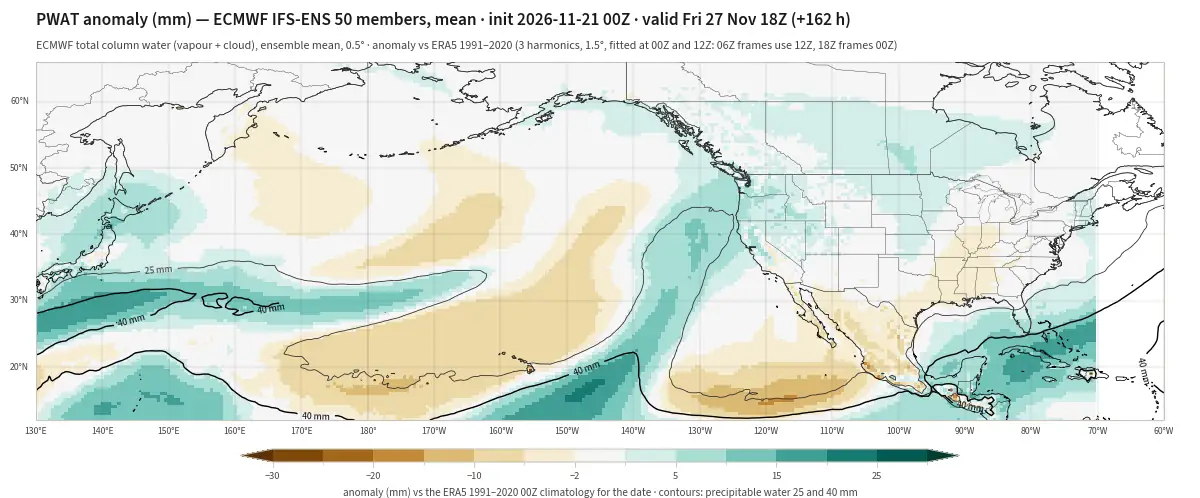 PWAT anomaly (mm) — ECMWF IFS-ENS 50 members, mean · init 2026-11-21 00Z · valid Fri 27 Nov 18Z (+162 h)
ECMWF total column water (vapour + cloud), ensemble mean, 0.5° · anomaly vs ERA5 1991–2020 (3 harmonics, 1.5°, fitted at 00Z and 12Z: 06Z frames use 12Z, 18Z frames 00Z)
60°N
50°N
40°N
30°N
20°N
25 mm
40 mm
40 mm
40 mm
40 mm
40 mm
40 mm
130°E 140°E 150°E 160°E 170°E 180° 170°W 160°W 150°W 140°W 130°W 120°W 110°W 100°W 90°W 80°W 70°W 60°W
−30 −20 −10 −2 5 15 25
anomaly (mm) vs the ERA5 1991–2020 00Z climatology for the date · contours: precipitable water 25 and 40 mm